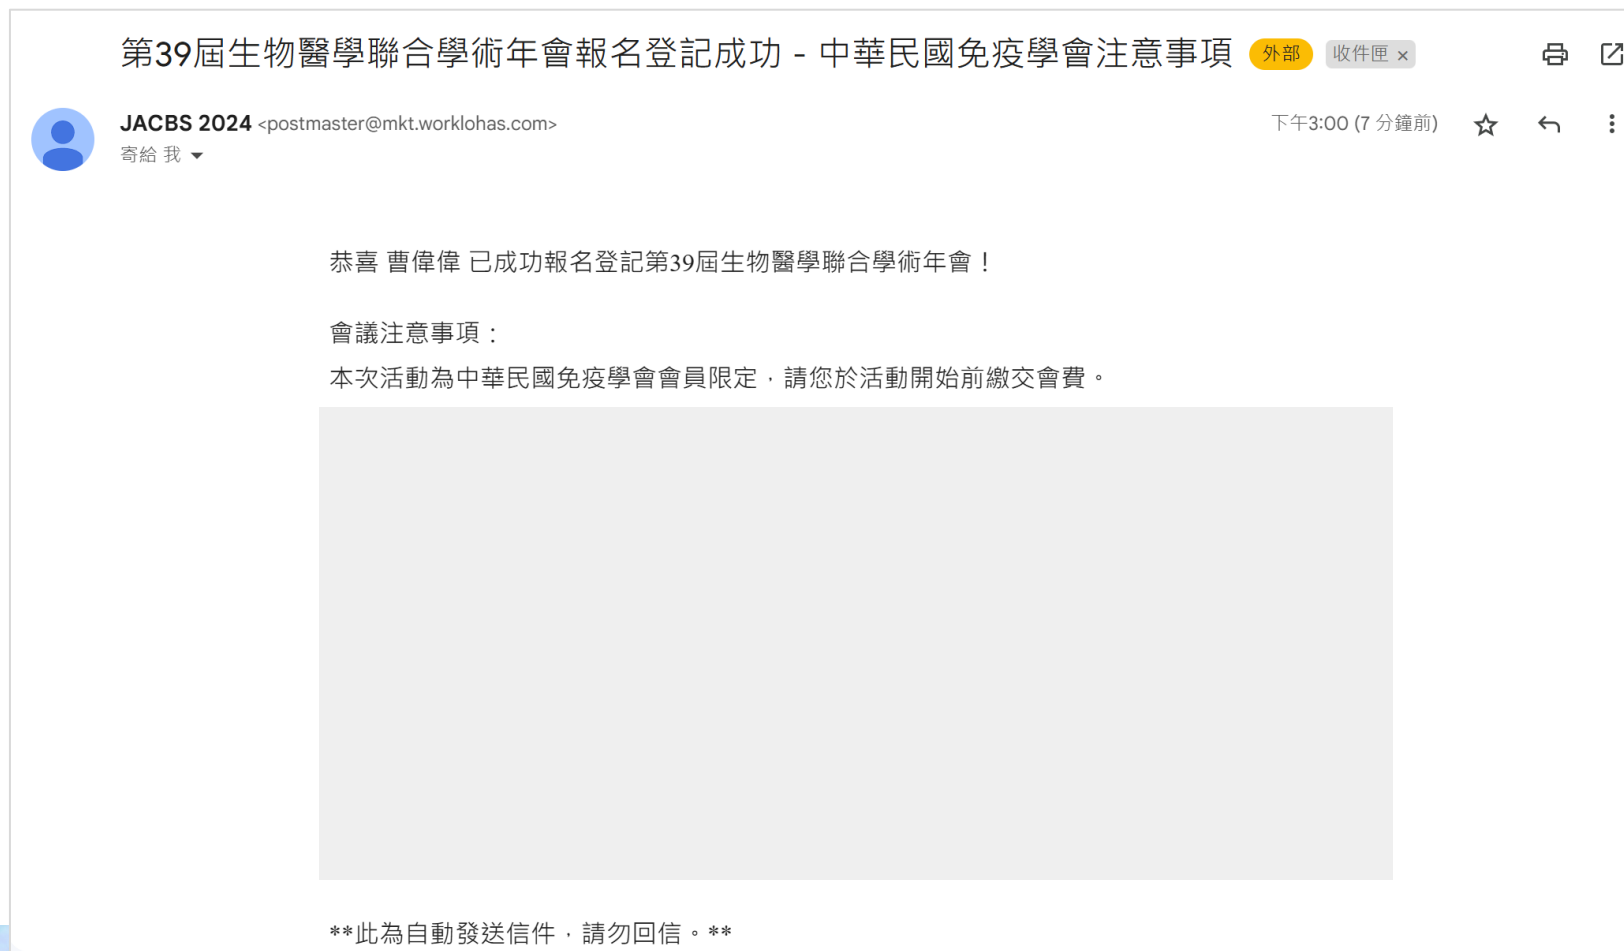 第39屆生物醫學聯合學術年會報名登記成功 - 中華民國免疫學會注意事項 外部 收件匣 ×
JACBS 2024 <postmaster@mkt.worklohas.com> 下午3:00 (7 分鐘前)
寄給 我
恭喜 曹偉偉 已成功報名登記第39屆生物醫學聯合學術年會！
會議注意事項：
本次活動為中華民國免疫學會會員限定，請您於活動開始前繳交會費。
**此為自動發送信件，請勿回信。**